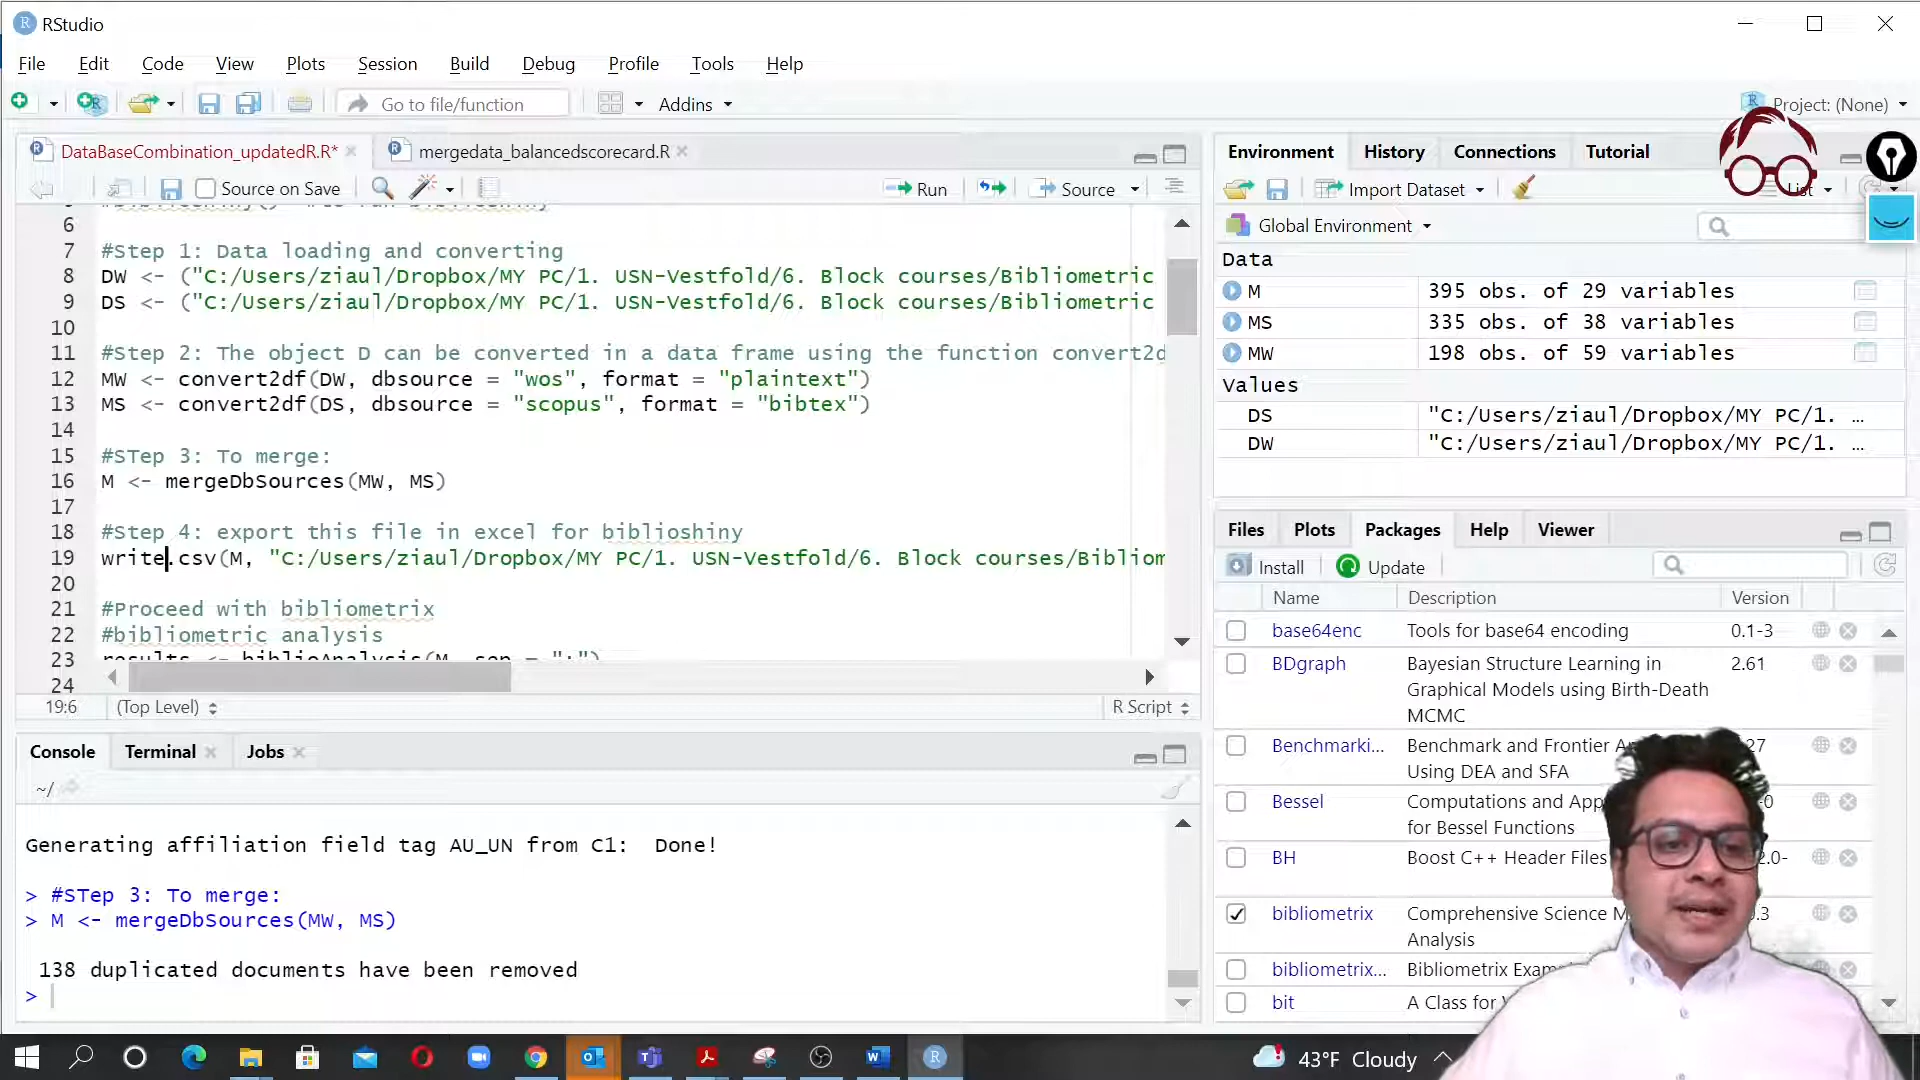 RStudio
File Edit Code View Plots Session Build Debug Profile Tools Help
Go to file/function Addins Project: (None)
DataBaseCombination_updatedR.R* mergedata_balancedscorecard.R
Source on Save Run Source
6
7 #Step 1: Data loading and converting
8 DW <- ("C:/Users/ziaul/Dropbox/MY PC/1. USN-Vestfold/6. Block courses/Bibliometric
9 DS <- ("C:/Users/ziaul/Dropbox/MY PC/1. USN-Vestfold/6. Block courses/Bibliometric
10
11 #Step 2: The object D can be converted in a data frame using the function convert2d
12 MW <- convert2df(DW, dbsource = "wos", format = "plaintext")
13 MS <- convert2df(DS, dbsource = "scopus", format = "bibtex")
14
15 #STep 3: To merge:
16 M <- mergeDbSources(MW, MS)
17
18 #Step 4: export this file in excel for biblioshiny
19 write.csv(M, "C:/Users/ziaul/Dropbox/MY PC/1. USN-Vestfold/6. Block courses/Bibliom
20
21 #Proceed with bibliometrix
22 #bibliometric analysis
23 results <- biblioAnalysis(M, sep = ";")
24
19:6 (Top Level) R Script
Console Terminal Jobs
~/
Generating affiliation field tag AU_UN from C1: Done!
> #STep 3: To merge:
> M <- mergeDbSources(MW, MS)
138 duplicated documents have been removed
>
Environment History Connections Tutorial
Import Dataset List
Global Environment
Data
M 395 obs. of 29 variables
MS 335 obs. of 38 variables
MW 198 obs. of 59 variables
Values
DS "C:/Users/ziaul/Dropbox/MY PC/1. …
DW "C:/Users/ziaul/Dropbox/MY PC/1. …
Files Plots Packages Help Viewer
Install Update
Name Description Version
base64enc Tools for base64 encoding 0.1-3
BDgraph Bayesian Structure Learning in 2.61
Graphical Models using Birth-Death
MCMC
Benchmarki... Benchmark and Frontier 27
Using DEA and SFA
Bessel Computations and -0
for Bessel Functions
BH Boost C++ Header Files 2.0-
bibliometrix Comprehensive Science .3
Analysis
bibliometrix... Bibliometrix
bit A Class for
43°F Cloudy